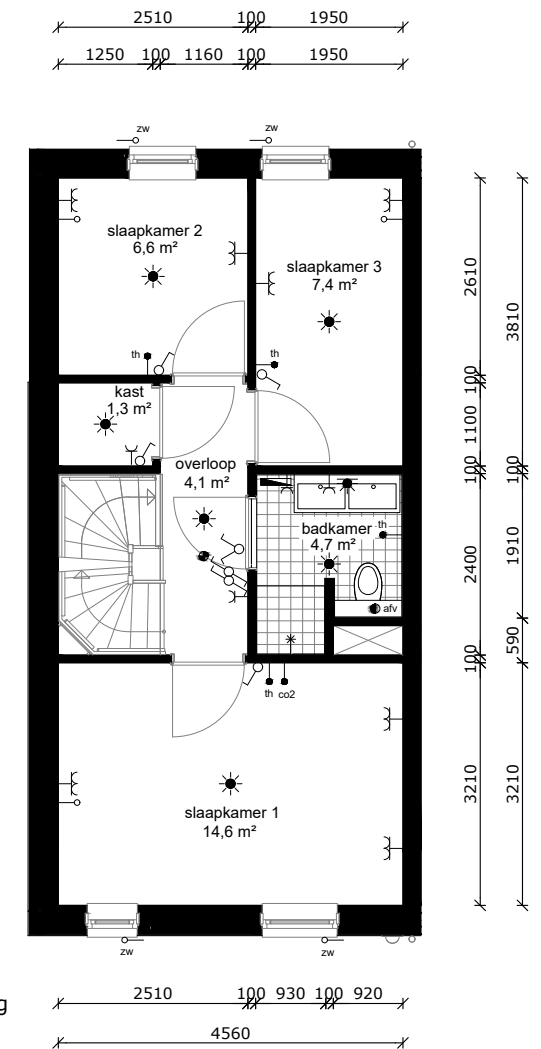 2510 100 1950
1250 100 1160 100 1950
zw zw
slaapkamer 2
6,6 m²
slaapkamer 3
7,4 m²
2610
3810
th
th
100
kast
1,3 m²
1100
overloop
4,1 m²
100
100
badkamer
4,7 m²
th
1910
2400
afv
590
100
th co2
slaapkamer 1
14,6 m²
3210
3210
zw zw
g
2510 100 930 100 920
4560